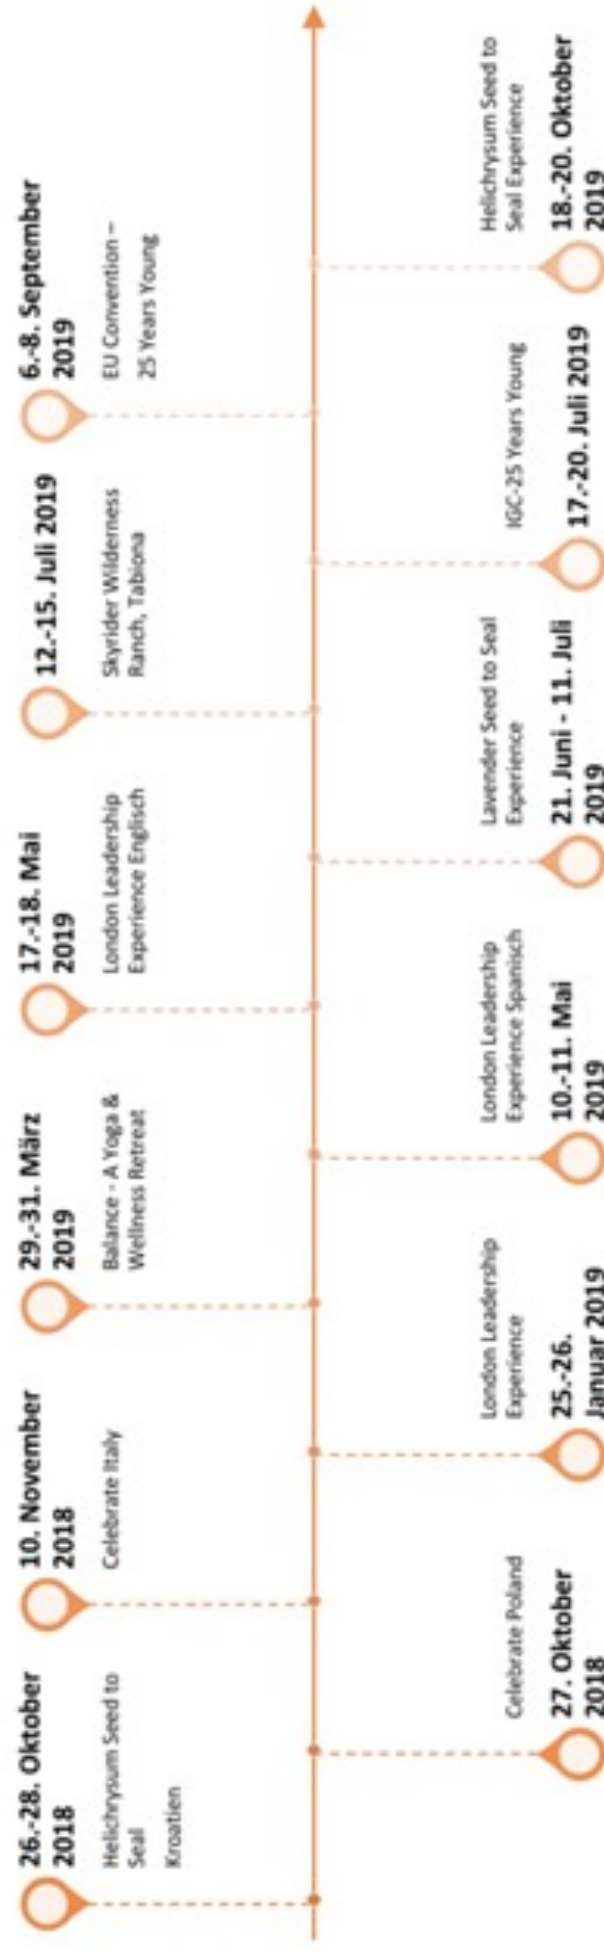 26.-28. Oktober
2018
Helichrysum Seed to
Seal
Kroatien
10. November
2018
Celebrate Italy
29.-31. März
2019
Balance - A Yoga &
Wellness Retreat
17.-18. Mai
2019
London Leadership
Experience Englisch
12.-15. Juli 2019
Skyrider Wilderness
Ranch, Tabiona
6.-8. September
2019
EU Convention –
25 Years Young
Celebrate Poland
27. Oktober
2018
London Leadership
Experience
25.-26.
Januar 2019
London Leadership
Experience Spanisch
10.-11. Mai
2019
Lavender Seed to Seal
Experience
21. Juni - 11. Juli
2019
IGC-25 Years Young
17.-20. Juli 2019
Helichrysum Seed to
Seal Experience
18.-20. Oktober
2019